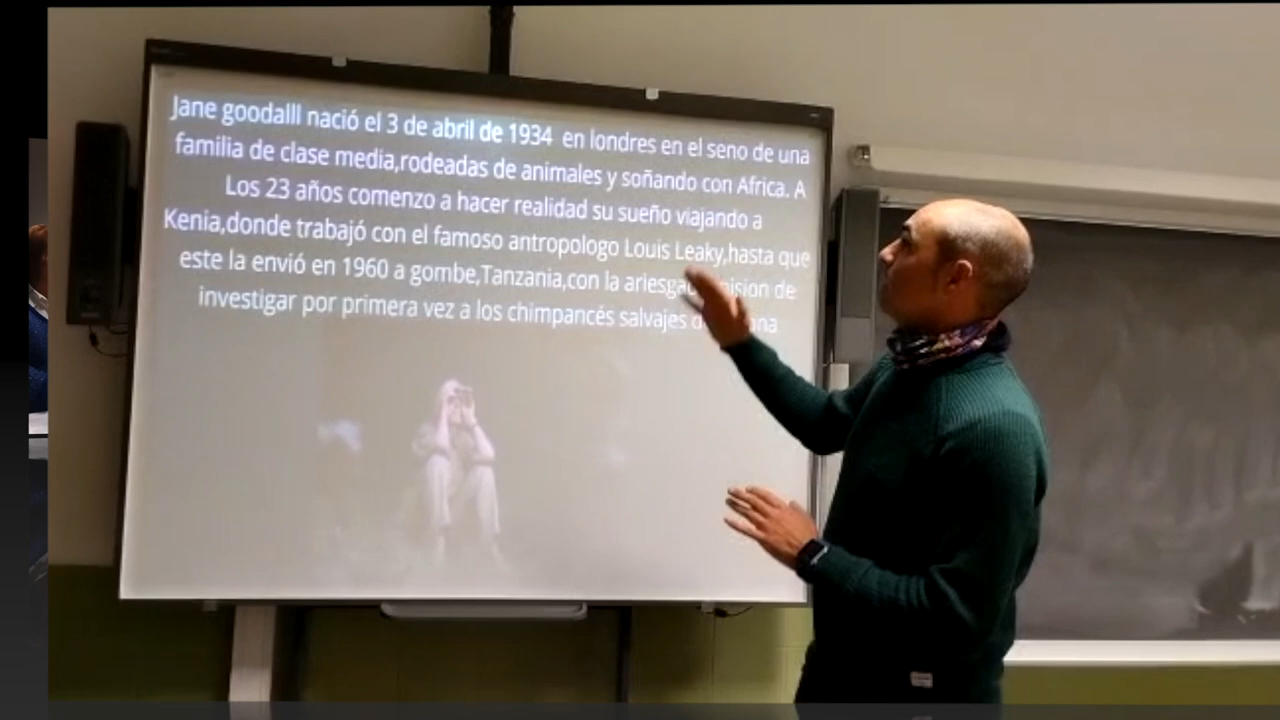 Jane goodalll nació el 3 de abril de 1934 en londres en el seno de una
familia de clase media,rodeadas de animales y soñando con Africa. A
Los 23 años comenzo a hacer realidad su sueño viajando a
Kenia,donde trabajó con el famoso antropologo Louis Leaky,hasta que
este la envió en 1960 a gombe,Tanzania,con la de
investigar por primera vez a los chimpancés salvajes